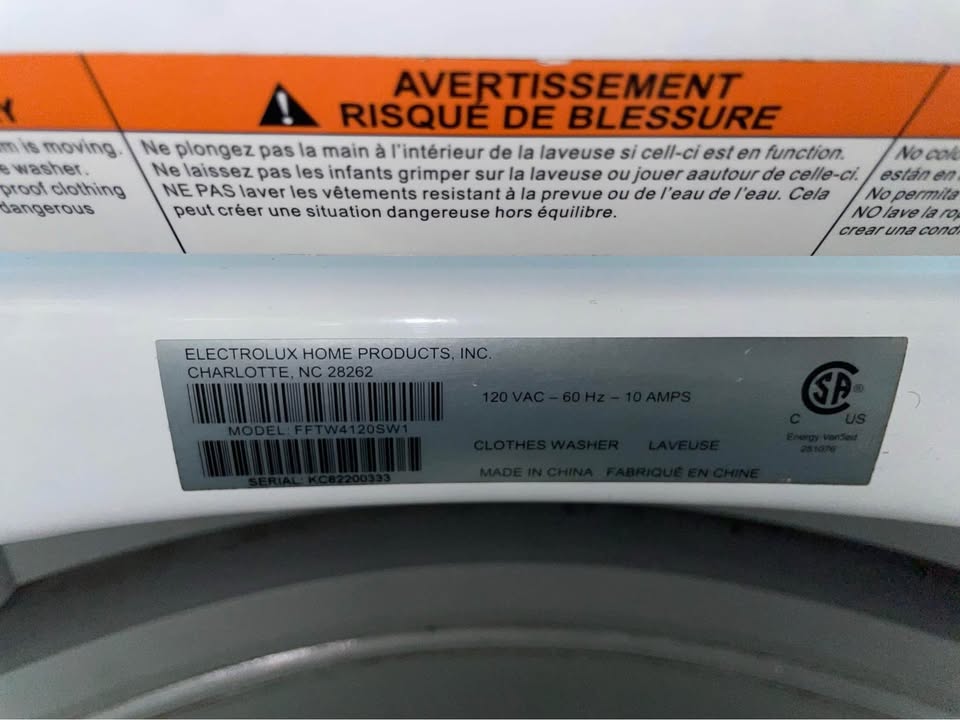 AVERTISSEMENT
RISQUE DE BLESSURE
Y
m is moving.
e washer.
proof clothing
dangerous
Ne plongez pas la main à l'intérieur de la laveuse si cell-ci est en function.
Ne laissez pas les infants grimper sur la laveuse ou jouer aautour de celle-ci.
NE PAS laver les vêtements resistant à la prevue ou de l'eau de l'eau. Cela
peut créer une situation dangereuse hors équilibre.
No colo
están en
No permita
NO lave la rop
crear una cond
ELECTROLUX HOME PRODUCTS, INC.
CHARLOTTE, NC 28262
MODEL: FFTW4120SW1
SERIAL: KC82200333
120 VAC – 60 Hz – 10 AMPS
CLOTHES WASHER LAVEUSE
MADE IN CHINA FABRIQUÉ EN CHINE
SA ®
C US
Energy Verified
251076